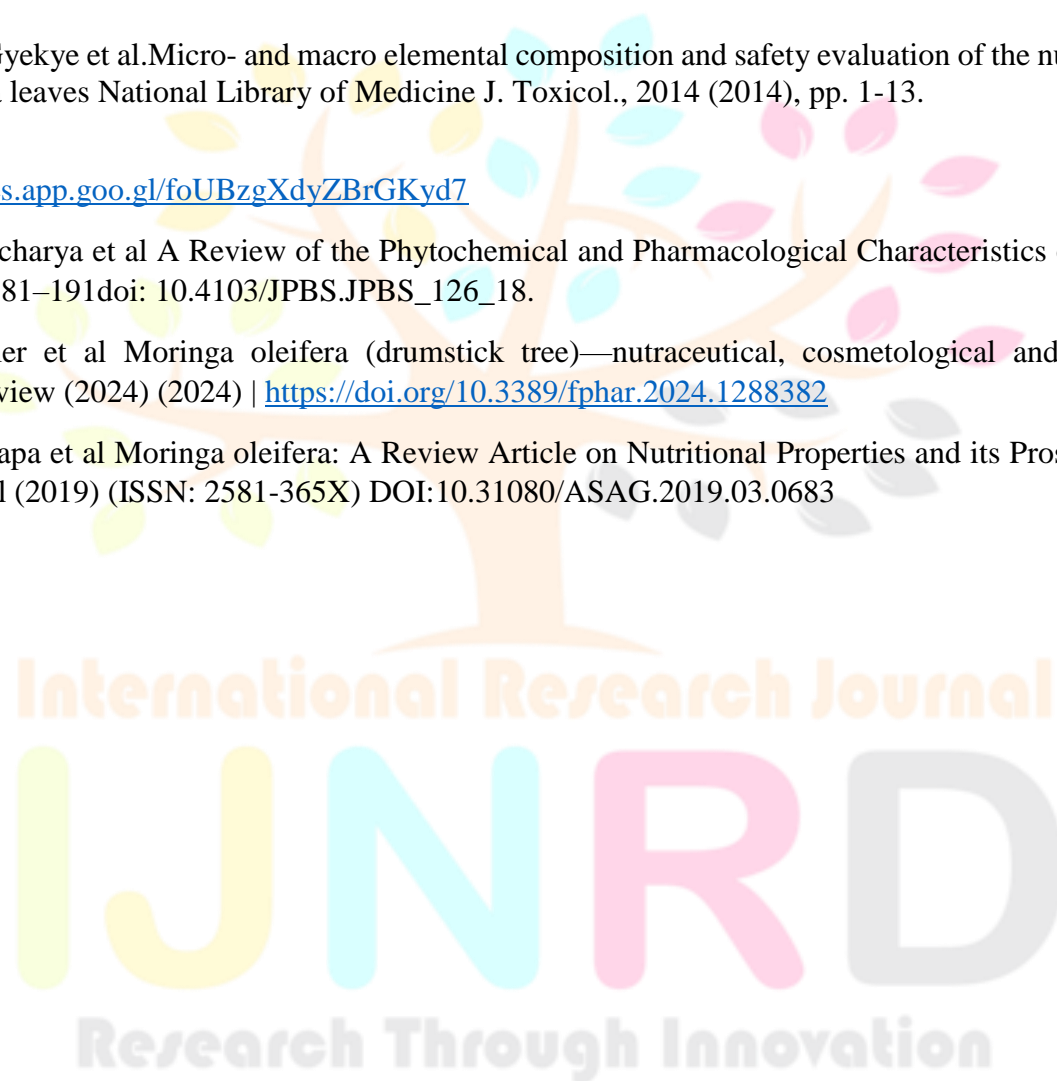 Gyekye et al.Micro- and macro elemental composition and safety evaluation of the nu
leaves National Library of Medicine J. Toxicol., 2014 (2014), pp. 1-13.
s.app.goo.gl/foUBzgXdyZBrGKyd7
charya et al A Review of the Phytochemical and Pharmacological Characteristics
81–191doi: 10.4103/JPBS.JPBS_126_18.
er et al Moringa oleifera (drumstick tree)—nutraceutical, cosmetological and
view (2024) (2024) | https://doi.org/10.3389/fphar.2024.1288382
apa et al Moringa oleifera: A Review Article on Nutritional Properties and its Pros
l (2019) (ISSN: 2581-365X) DOI:10.31080/ASAG.2019.03.0683
International Research Journal
IJNRD
Research Through Innovation